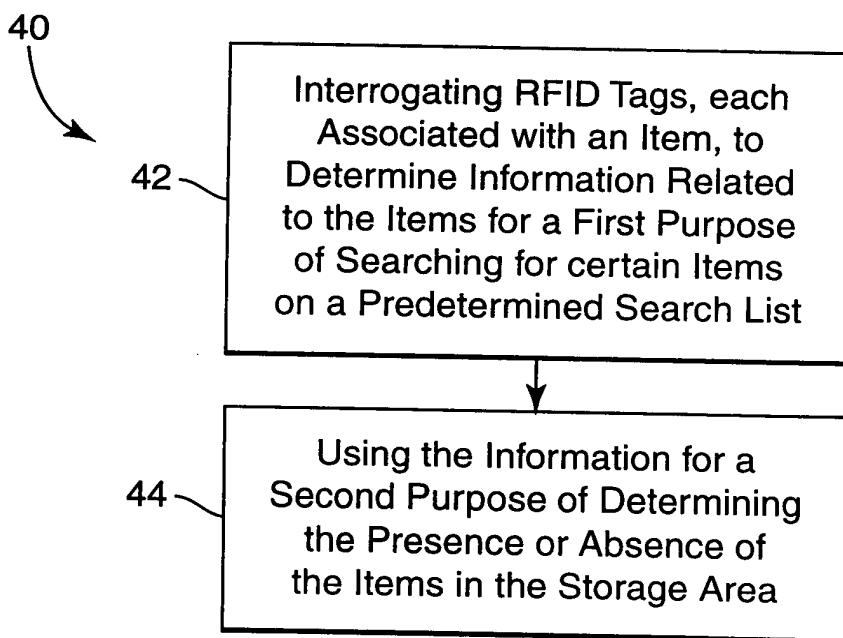 40
42
Interrogating RFID Tags, each
Associated with an Item, to
Determine Information Related
to the Items for a First Purpose
of Searching for certain Items
on a Predetermined Search List
44
Using the Information for a
Second Purpose of Determining
the Presence or Absence of
the Items in the Storage Area